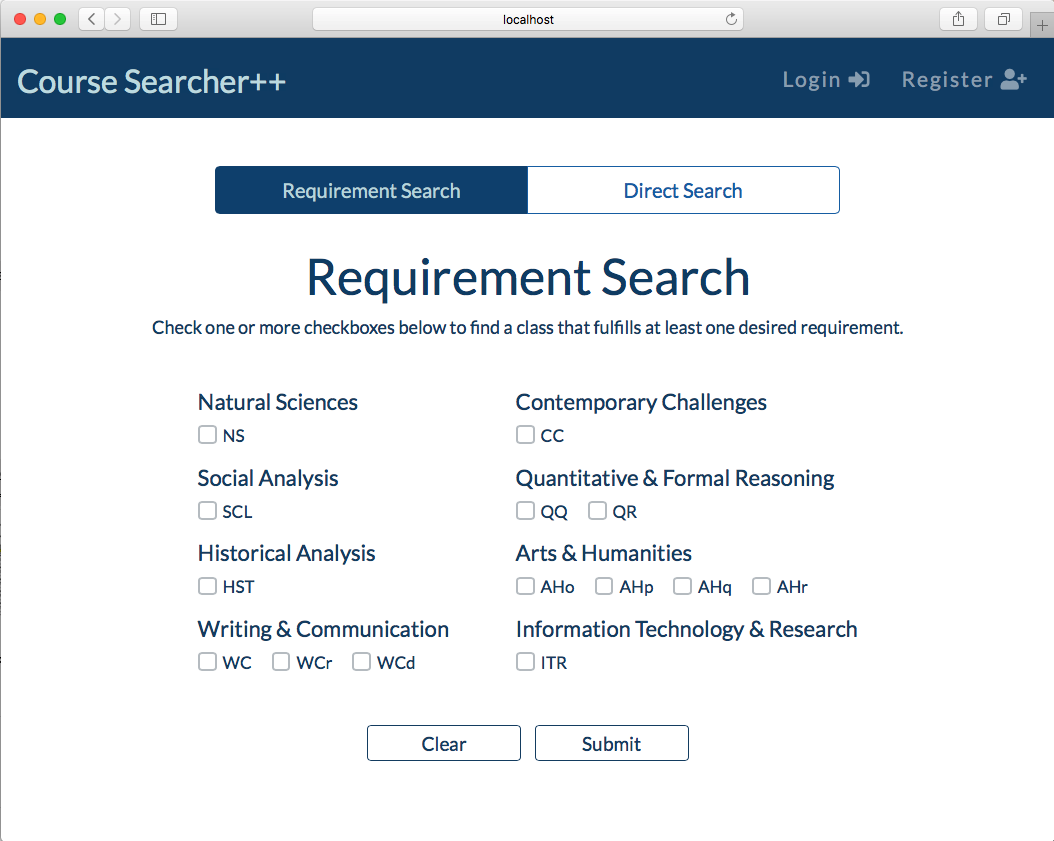 localhost
Course Searcher++
Login
Register
Requirement Search
Direct Search
Requirement Search
Check one or more checkboxes below to find a class that fulfills at least one desired requirement.
Natural Sciences
NS
Social Analysis
SCL
Historical Analysis
HST
Writing & Communication
WC WCr WCd
Contemporary Challenges
CC
Quantitative & Formal Reasoning
QQ QR
Arts & Humanities
AHo AHp AHq AHr
Information Technology & Research
ITR
Clear
Submit